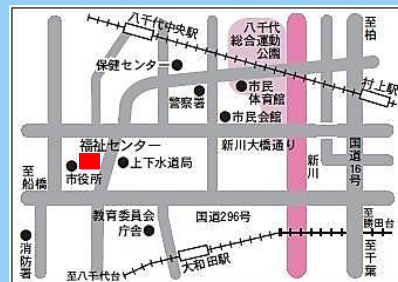 八千代中央駅
八千代
総合運動
公園
至柏
保健センター
村上駅
警察署
市民
体育館
市民会館
福祉センター
新川大橋通り
至船橋
市役所
上下水道局
新川
国道16号
教育委員会
庁舎
国道296号
至
勝田台
消防署
至八千代台
大和田駅
至千葉